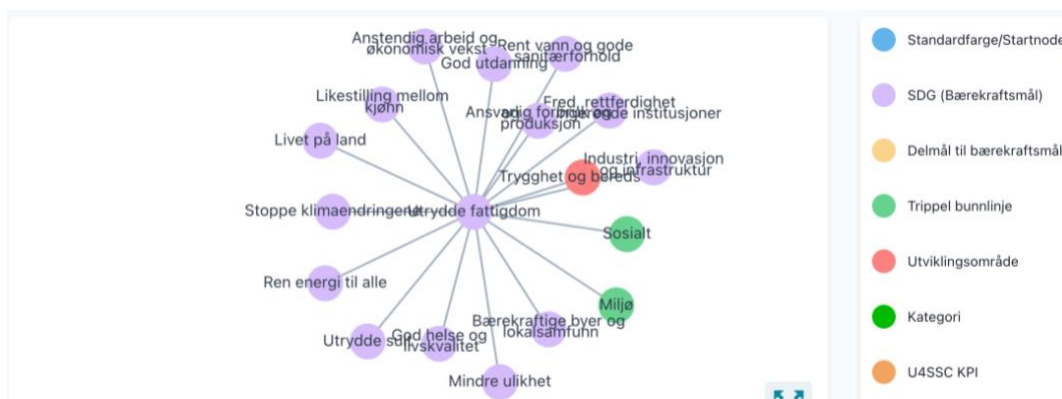 Anstendig arbeid og
økonomisk vekst
Rent vann og gode
sanitærforhold
God utdanning
Likestilling mellom
kjønn
Fred, rettferdighet
og
institusjoner
Ansvarlig forbruk og
produksjon
Livet på land
Industri, innovasjon
og infrastruktur
Trygghet og bereds
Stoppe klimaendringene
Utrydde fattigdom
Sosialt
Ren energi til alle
Miljø
Bærekraftige byer og
lokalsamfunn
Utrydde sult
God helse og
livskvalitet
Mindre ulikhet
Standardfarge/Startnode
SDG (Bærekraftsmål)
Delmål til bærekraftsmål
Trippel bunnlinje
Utviklingsområde
Kategori
U4SSC KPI